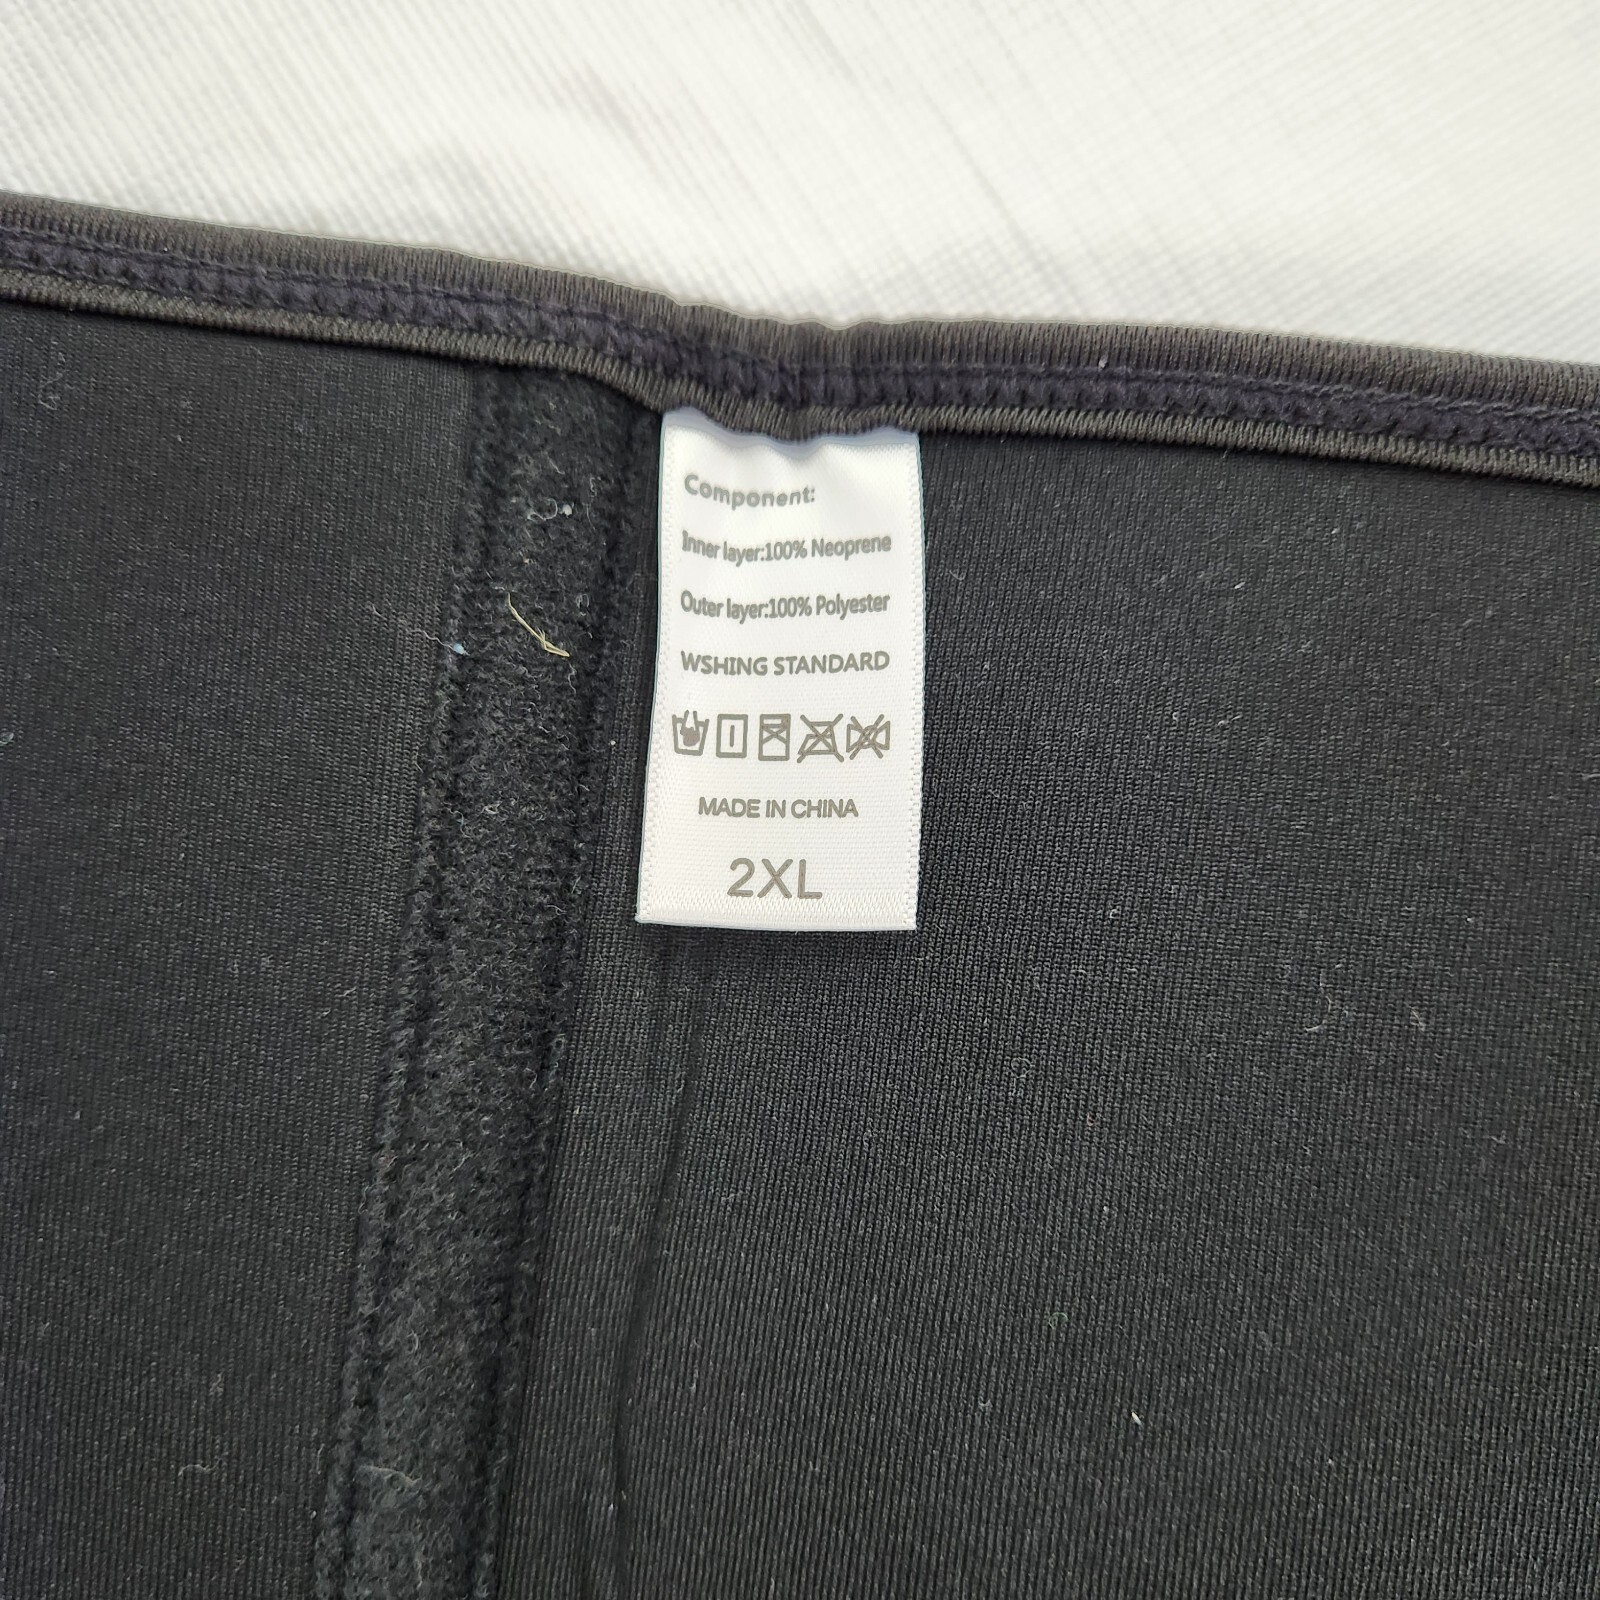 Component:
Inner layer:100% Neoprene
Outer layer:100% Polyester
WSHING STANDARD
MADE IN CHINA
2XL